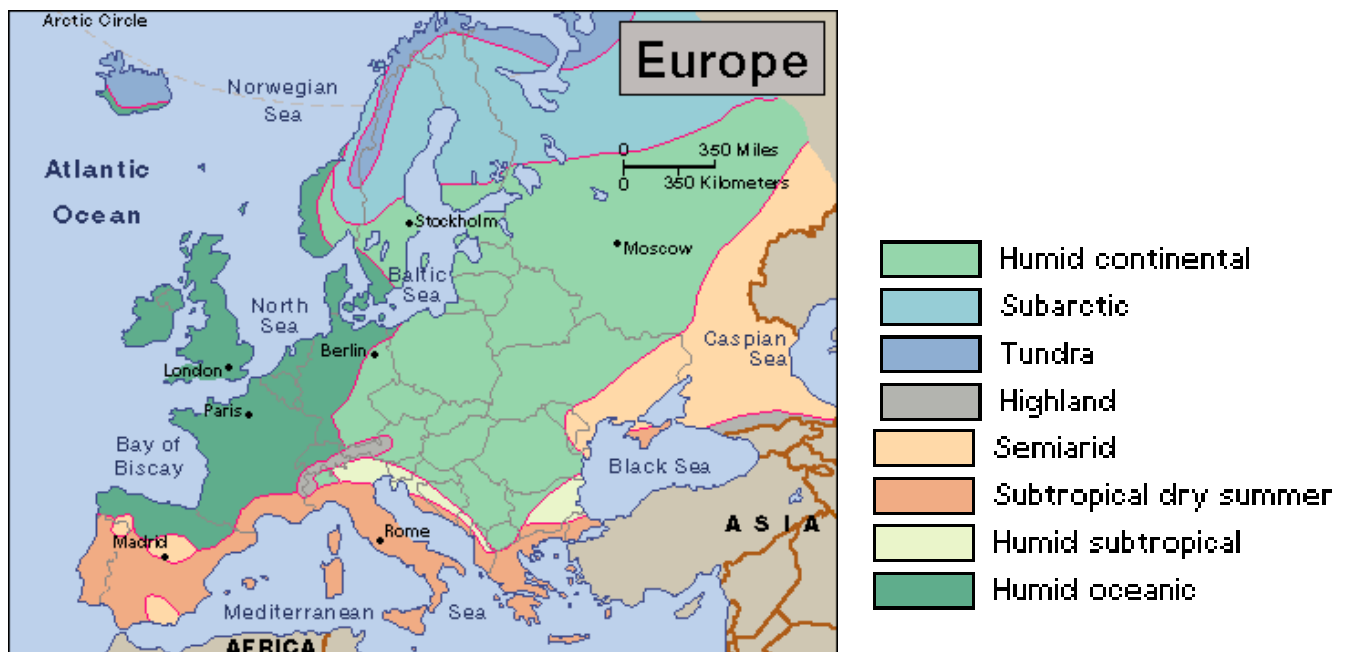 Arctic Circle
Europe
Norwegian
Sea
Atlantic
Ocean
0 350 Miles
0 350 Kilometers
Stockholm
Moscow
Baltic
Sea
North
Sea
Berlin
London
Paris
Caspian
Sea
Bay of
Biscay
Black Sea
Madrid
Rome
ASIA
Mediterranean Sea
AFRICA
Humid continental
Subarctic
Tundra
Highland
Semiarid
Subtropical dry summer
Humid subtropical
Humid oceanic